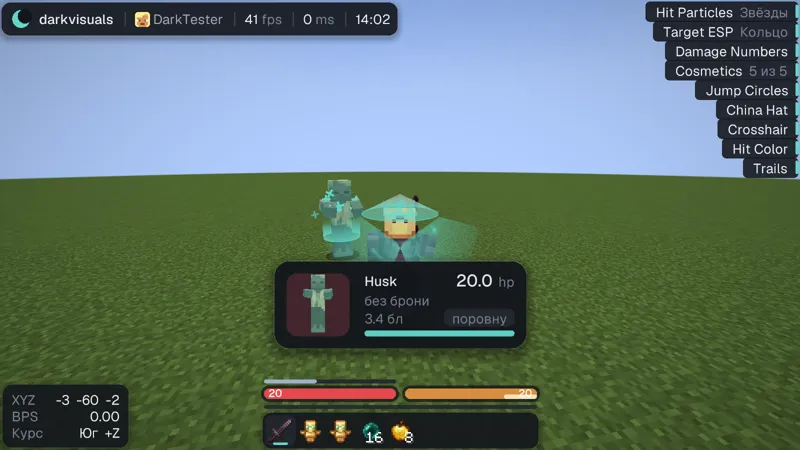 darkvisuals DarkTester 41 fps 0 ms 14:02
Hit Particles Звёзды
Target ESP Кольцо
Damage Numbers
Cosmetics 5 из 5
Jump Circles
China Hat
Crosshair
Hit Color
Trails
Husk 20.0 hp
без брони
3.4 бл поровну
20 20
XYZ -3 -60 -2
BPS 0.00
Курс Юг +Z
16 8